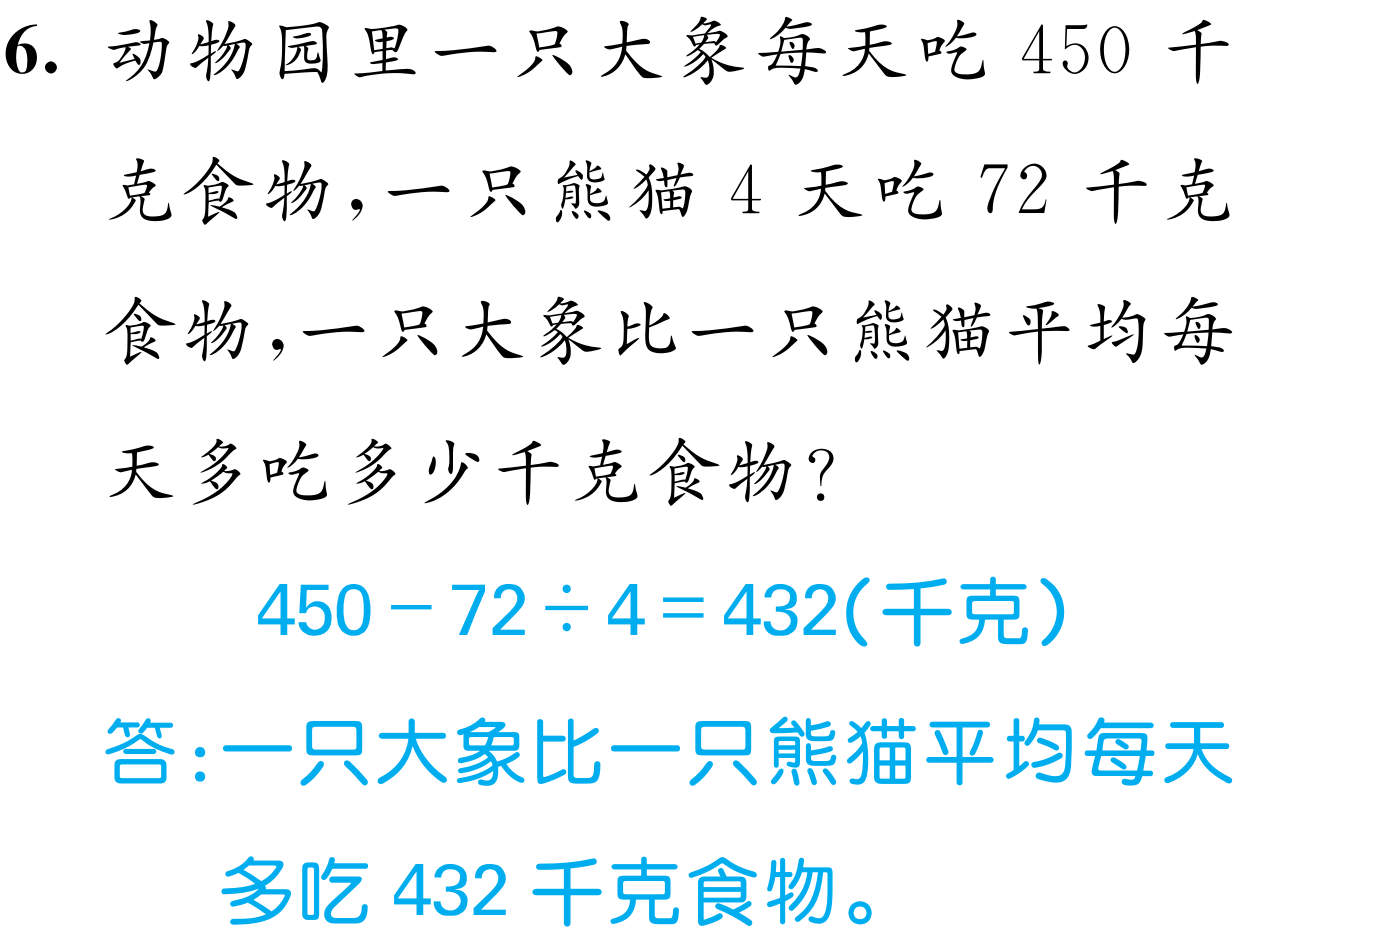 6. 动物园里一只大象每天吃 450 千
克食物,一只熊猫 4 天吃 72 千克
食物,一只大象比一只熊猫平均每
天多吃多少千克食物?
450－72÷4＝432(千克)
答:一只大象比一只熊猫平均每天
多吃 432 千克食物。